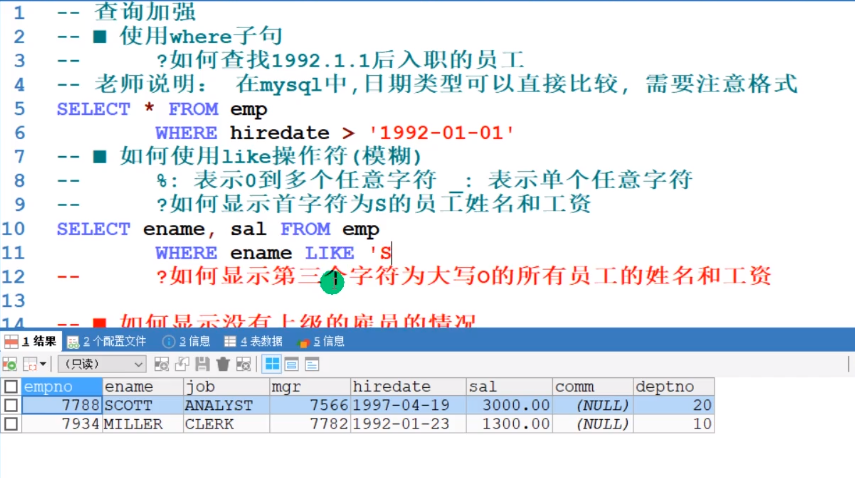 1 -- 查询加强
2 -- ■ 使用where子句
3 -- ?如何查找1992.1.1后入职的员工
4 -- 老师说明： 在mysql中,日期类型可以直接比较, 需要注意格式
5 SELECT * FROM emp
6 WHERE hiredate > '1992-01-01'
7 -- ■ 如何使用like操作符(模糊)
8 -- %: 表示0到多个任意字符 _: 表示单个任意字符
9 -- ?如何显示首字符为S的员工姓名和工资
10 SELECT ename, sal FROM emp
11 WHERE ename LIKE 'S
12 -- ?如何显示第三个字符为大写O的所有员工的姓名和工资
13
14 -- ■ 如何显示没有上级的雇员的情况
1 结果 2 个配置文件 3 信息 4 表数据 5 信息
（只读）
empno ename job mgr hiredate sal comm deptno
7788 SCOTT ANALYST 7566 1997-04-19 3000.00 (NULL) 20
7934 MILLER CLERK 7782 1992-01-23 1300.00 (NULL) 10